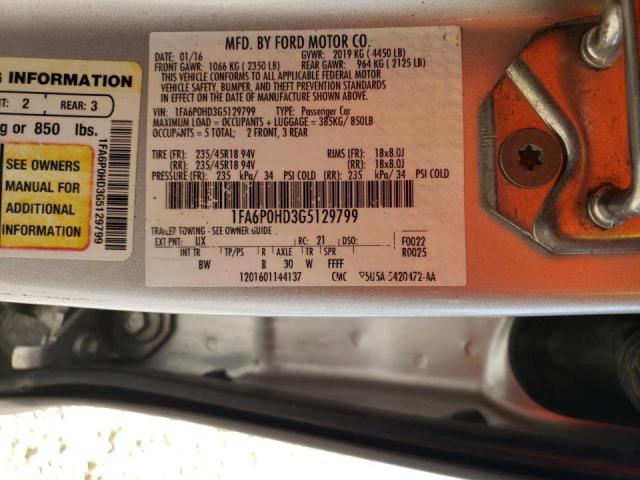 MFD. BY FORD MOTOR CO.
DATE: 01/16 GVWR: 2019 KG ( 4450 LB)
FRONT GAWR: 1066 KG ( 2350 LB) REAR GAWR: 964 KG ( 2125 LB)
THIS VEHICLE CONFORMS TO ALL APPLICABLE FEDERAL MOTOR
VEHICLE SAFETY, BUMPER, AND THEFT PREVENTION STANDARDS
IN EFFECT ON THE DATE OF MANUFACTURE SHOWN ABOVE.
VIN: 1FA6P0HD3G5129799 TYPE: Passenger Car
MAXIMUM LOAD = OCCUPANTS + LUGGAGE = 385KG/ 850LB
OCCUPANTS = 5 TOTAL; 2 FRONT, 3 REAR
TIRE (FR): 235/45R18 94V RIMS (FR): 18x8.0J
(RR): 235/45R18 94V (RR): 18x8.0J
PRESSURE (FR): 235 kPa/ 34 PSI COLD (RR): 235 kPa/ 34 PSI COLD
1FA6P0HD3G5129799
TRAILER TOWING - SEE OWNER GUIDE
EXT PNT: UX RC: 21 DSO: F0022
INT TR TP/PS R AXLE TR SPR R0025
BW B 30 W FFFF
1201601144137 CMC 5U5A-5420472-AA
INFORMATION
2 REAR: 3
g or 850 lbs.
SEE OWNERS
MANUAL FOR
ADDITIONAL
INFORMATION
1FA6P0HD3G5129799